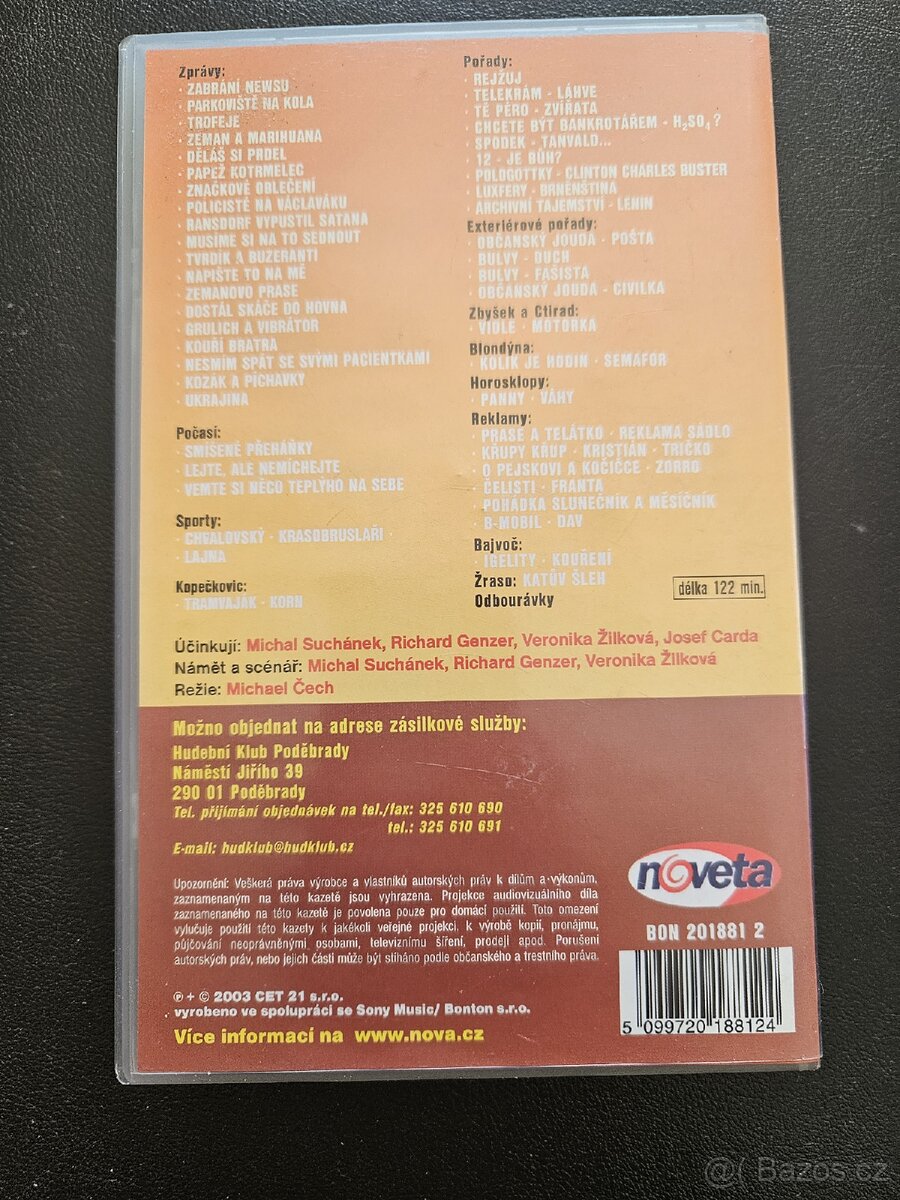 Zprávy:
· ZABRÁNÍ NEWSU
· PARKOVIŠTĚ NA KOLA
· TROFEJE
· ZEMAN A MARIHUANA
· DĚLÁŠ SI PRDEL
· PAPEŽ KOTRMELEC
· ZNAČKOVÉ OBLEČENÍ
· POLICISTÉ NA VÁCLAVÁKU
· RANSDORF VYPUSTIL SATANA
· MUSÍME SI NA TO SEDNOUT
· TVRDÍK A BUZERANTI
· NAPIŠTE TO NA MĚ
· ZEMANOVO PRASE
· DOSTÁL SKÁČE DO HOVNA
· GRULICH A VIBRÁTOR
· KOUŘÍ BRATRA
· NESMÍM SPÁT SE SVÝMI PACIENTKAMI
· KOZÁK A PÍCHAVKY
· UKRAJINA
Počasí:
· SMÍŠENÉ PŘEHÁŇKY
· LEJTE, ALE NEMÍCHEJTE
· VEMTE SI NĚCO TEPLÝHO NA SEBE
Sporty:
· CHVÁLOVSKÝ · KRASOBRUSLAŘI ·
· LAJNA
Kopečkovic:
· TRAMVAJÁK · KORN
Pořady:
· REJŽUJ
· TELEKRÁM - LÁHVE
· TÉ PÉRO - ZVÍŘATA
· CHCETE BÝT BANKROTÁŘEM - H₂SO₄ ?
· SPODEK - TANVALD...
· 12 - JE BŮH?
· POLOGOTTKY - CLINTON CHARLES BUSTER
· LUXFERY - BRNĚNŠTINA
· ARCHIVNÍ TAJEMSTVÍ - LENIN
Exteriérové pořady:
· OBČANSKÝ JOUDA - POŠTA
· BULVY - DUCH
· BULVY - FAŠISTA
· OBČANSKÝ JOUDA - CIVILKA
Zbyšek a Ctirad:
· VIDLE · MOTORKA
Blondýna:
· KOLIK JE HODIN · SEMAFOR
Horosklopy:
· PANNY · VÁHY
Reklamy:
· PRASE A TELÁTKO · REKLAMA SÁDLO
· KŘUPY KŘUP · KRISTIÁN · TRIČKO
· O PEJSKOVI A KOČIČCE · ZORRO
· ČELISTI · FRANTA
· POHÁDKA SLUNEČNÍK A MĚSÍČNÍK
· B-MOBIL · DAV
Bajvoč:
· IGELITY · KOUŘENÍ
Žraso: KATŮV ŠLEH
Odbourávky
délka 122 min.
Účinkují: Michal Suchánek, Richard Genzer, Veronika Žilková, Josef Carda
Námět a scénář: Michal Suchánek, Richard Genzer, Veronika Žilková
Režie: Michael Čech
Možno objednat na adrese zásilkové služby:
Hudební Klub Poděbrady
Náměstí Jiřího 39
290 01 Poděbrady
Tel. přijímání objednávek na tel./fax: 325 610 690
tel.: 325 610 691
E-mail: hudklub@hudklub.cz
Upozornění: Veškerá práva výrobce a vlastníků autorských práv k dílům a výkonům,
zaznamenaným na této kazetě jsou vyhrazena. Projekce audiovizuálního díla
zaznamenaného na této kazetě je povolena pouze pro domácí použití. Toto omezení
vylučuje použití této kazety k jakékoli veřejné projekci, k výrobě kopií, pronájmu,
půjčování neoprávněnými osobami, televiznímu šíření, prodeji apod. Porušení
autorských práv, nebo jejich části může být stíháno podle občanského a trestního práva.
℗ + © 2003 CET 21 s.r.o.
vyrobeno ve spolupráci se Sony Music/ Bonton s.r.o.
Více informací na www.nova.cz
noveta
BON 201881 2
5 099720 188124
@( Bazos.cz